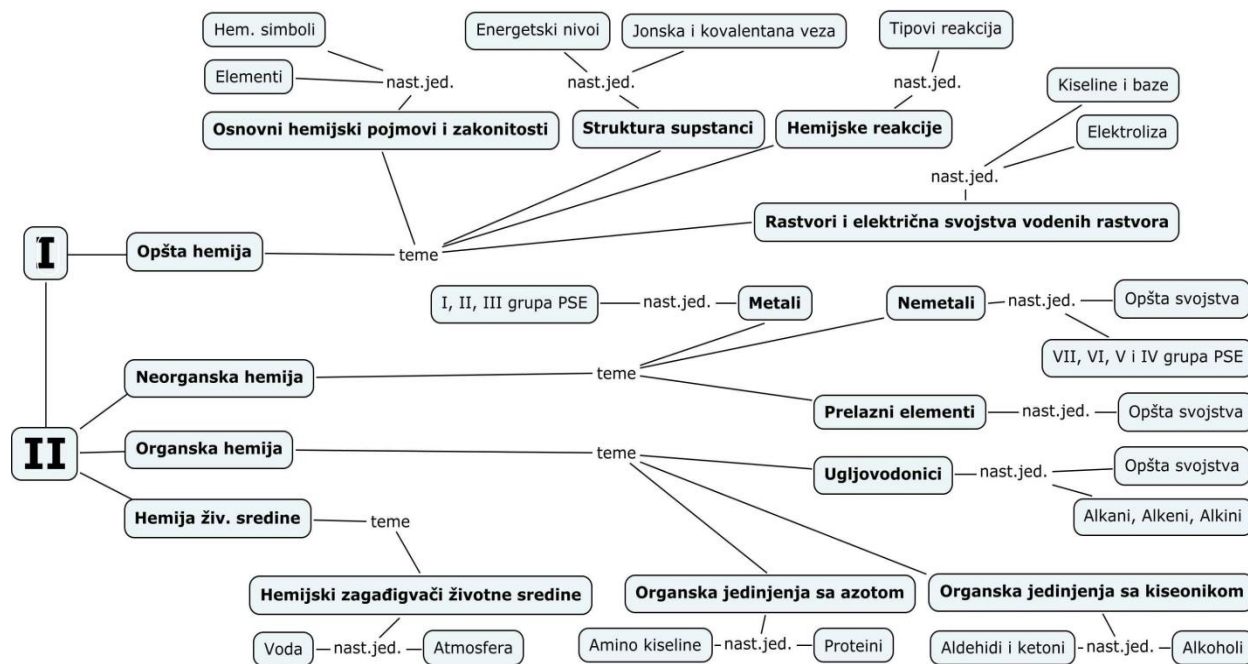 Hem. simboli
Energetski nivoi
Jonska i kovalentana veza
Tipovi reakcija
Elementi
nast.jed.
nast.jed.
nast.jed.
Kiseline i baze
Osnovni hemijski pojmovi i zakonitosti
Struktura supstanci
Hemijske reakcije
Elektroliza
nast.jed.
Rastvori i električna svojstva vodenih rastvora
I
Opšta hemija
teme
I, II, III grupa PSE
nast.jed.
Metali
Nemetali
nast.jed.
Opšta svojstva
VII, VI, V i IV grupa PSE
Neorganska hemija
teme
Prelazni elementi
nast.jed.
Opšta svojstva
II
Organska hemija
teme
Ugljovodonici
nast.jed.
Opšta svojstva
Alkani, Alkeni, Alkini
Hemija živ. sredine
teme
Hemijski zagađigvači životne sredine
Organska jedinjenja sa azotom
Organska jedinjenja sa kiseonikom
Voda
nast.jed.
Atmosfera
Amino kiseline
nast.jed.
Proteini
Aldehidi i ketoni
nast.jed.
Alkoholi